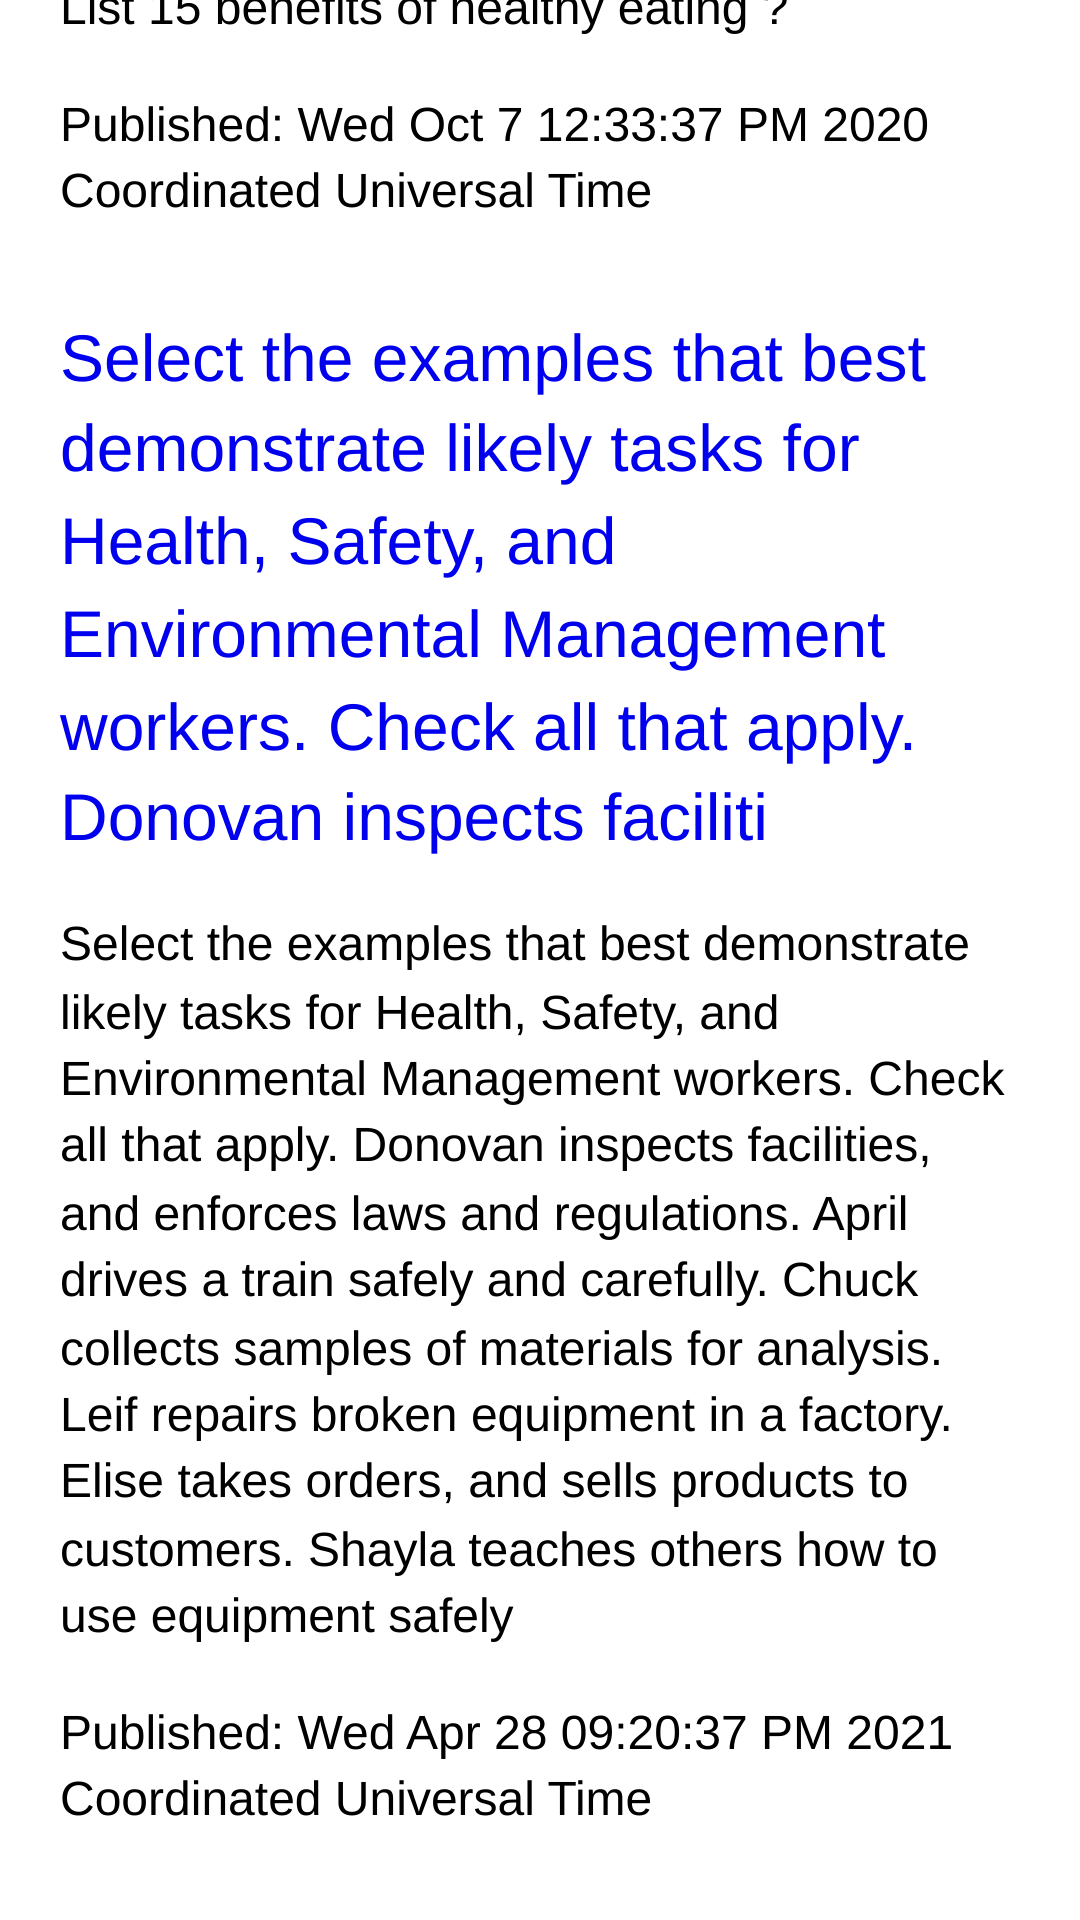 List 15 benefits of healthy eating ?
Published: Wed Oct 7 12:33:37 PM 2020
Coordinated Universal Time
Select the examples that best
demonstrate likely tasks for
Health, Safety, and
Environmental Management
workers. Check all that apply.
Donovan inspects faciliti
Select the examples that best demonstrate
likely tasks for Health, Safety, and
Environmental Management workers. Check
all that apply. Donovan inspects facilities,
and enforces laws and regulations. April
drives a train safely and carefully. Chuck
collects samples of materials for analysis.
Leif repairs broken equipment in a factory.
Elise takes orders, and sells products to
customers. Shayla teaches others how to
use equipment safely
Published: Wed Apr 28 09:20:37 PM 2021
Coordinated Universal Time